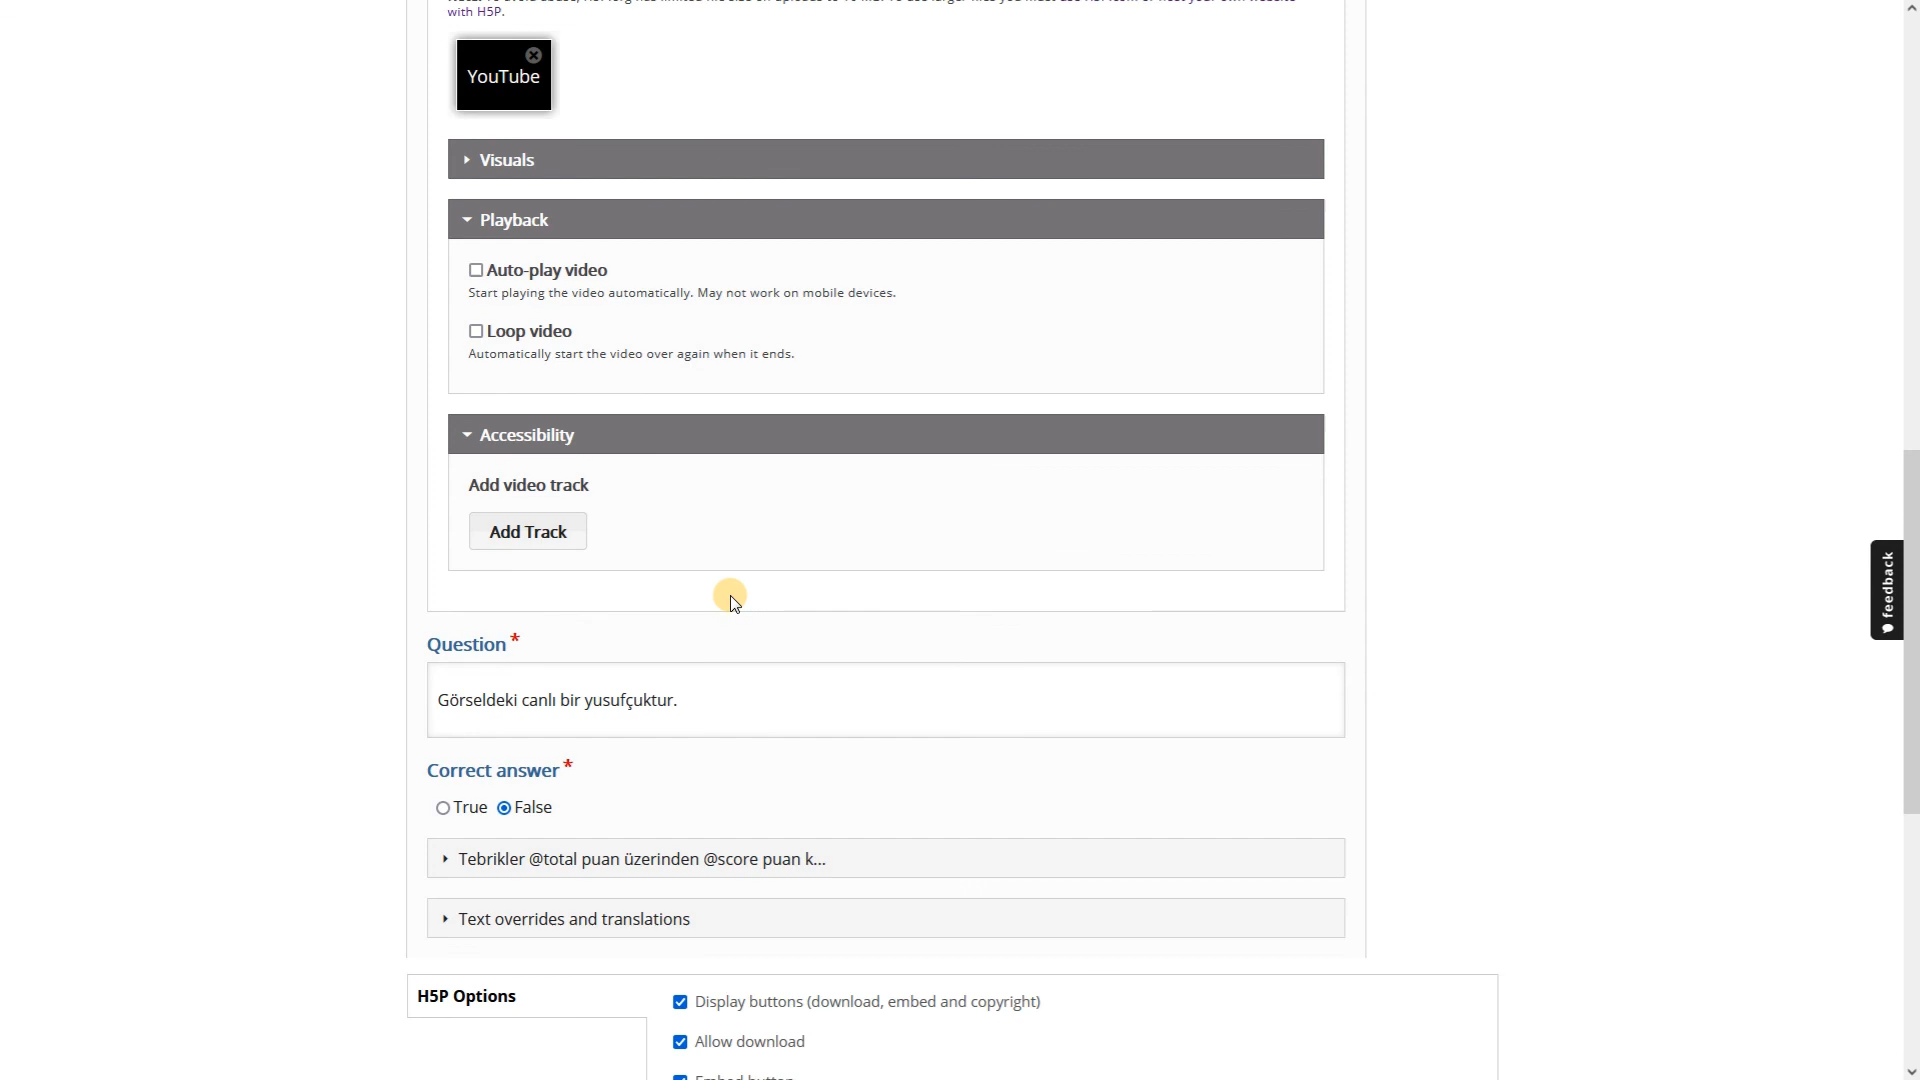 with H5P.
YouTube
Visuals
Playback
Auto-play video
Start playing the video automatically. May not work on mobile devices.
Loop video
Automatically start the video over again when it ends.
Accessibility
Add video track
Add Track
feedback
Question *
Görseldeki canlı bir yusufçuktur.
Correct answer *
True False
Tebrikler @total puan üzerinden @score puan k...
Text overrides and translations
H5P Options
Display buttons (download, embed and copyright)
Allow download